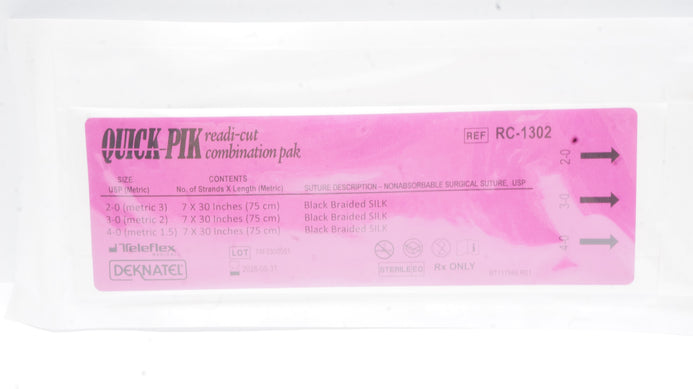 QUICK-PIK readi-cut combination pak
REF RC-1302
SIZE USP (Metric)
CONTENTS No. of Strands X Length (Metric)
SUTURE DESCRIPTION – NONABSORBABLE SURGICAL SUTURE, USP
2-0 (metric 3) 7 X 30 Inches (75 cm) Black Braided SILK
3-0 (metric 2) 7 X 30 Inches (75 cm) Black Braided SILK
4-0 (metric 1.5) 7 X 30 Inches (75 cm) Black Braided SILK
2-0
3-0
4-0
Teleflex
DEKNATEL
LOT
STERILE EO
Rx ONLY